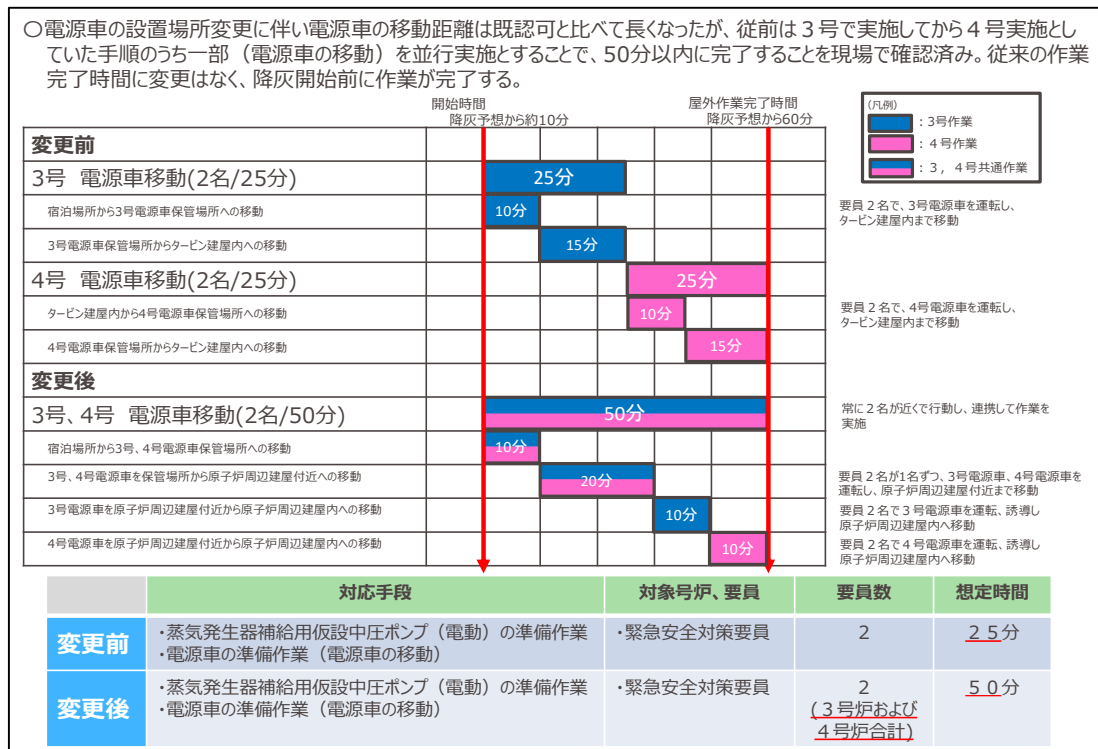 〇電源車の設置場所変更に伴い電源車の移動距離は既認可と比べて長くなったが、従前は３号で実施してから４号実施とし
ていた手順のうち一部（電源車の移動）を並行実施とすることで、50分以内に完了することを現場で確認済み。従来の作業
完了時間に変更はなく、降灰開始前に作業が完了する。
開始時間
降灰予想から約10分
屋外作業完了時間
降灰予想から60分
(凡例)
：3号作業
：４号作業
：３，４号共通作業
変更前
3号 電源車移動(2名/25分)
25分
宿泊場所から3号電源車保管場所への移動
10分
要員２名で、3号電源車を運転し、
タービン建屋内まで移動
3号電源車保管場所からタービン建屋内への移動
15分
4号 電源車移動(2名/25分)
25分
タービン建屋内から4号電源車保管場所への移動
10分
要員２名で、4号電源車を運転し、
タービン建屋内まで移動
4号電源車保管場所からタービン建屋内への移動
15分
変更後
3号、4号 電源車移動(2名/50分)
50分
常に２名が近くで行動し、連携して作業を
実施
宿泊場所から3号、4号電源車保管場所への移動
10分
3号、4号電源車を保管場所から原子炉周辺建屋付近への移動
20分
要員２名が1名ずつ、3号電源車、4号電源車を
運転し、原子炉周辺建屋付近まで移動
3号電源車を原子炉周辺建屋付近から原子炉周辺建屋内への移動
10分
要員２名で３号電源車を運転、誘導し
原子炉周辺建屋内へ移動
4号電源車を原子炉周辺建屋付近から原子炉周辺建屋内への移動
10分
要員２名で４号電源車を運転、誘導し
原子炉周辺建屋内へ移動
対応手段
対象号炉、要員
要員数
想定時間
変更前
・蒸気発生器補給用仮設中圧ポンプ（電動）の準備作業
・電源車の準備作業（電源車の移動）
・緊急安全対策要員
2
２５分
変更後
・蒸気発生器補給用仮設中圧ポンプ（電動）の準備作業
・電源車の準備作業（電源車の移動）
・緊急安全対策要員
2
(３号炉および
４号炉合計)
５０分